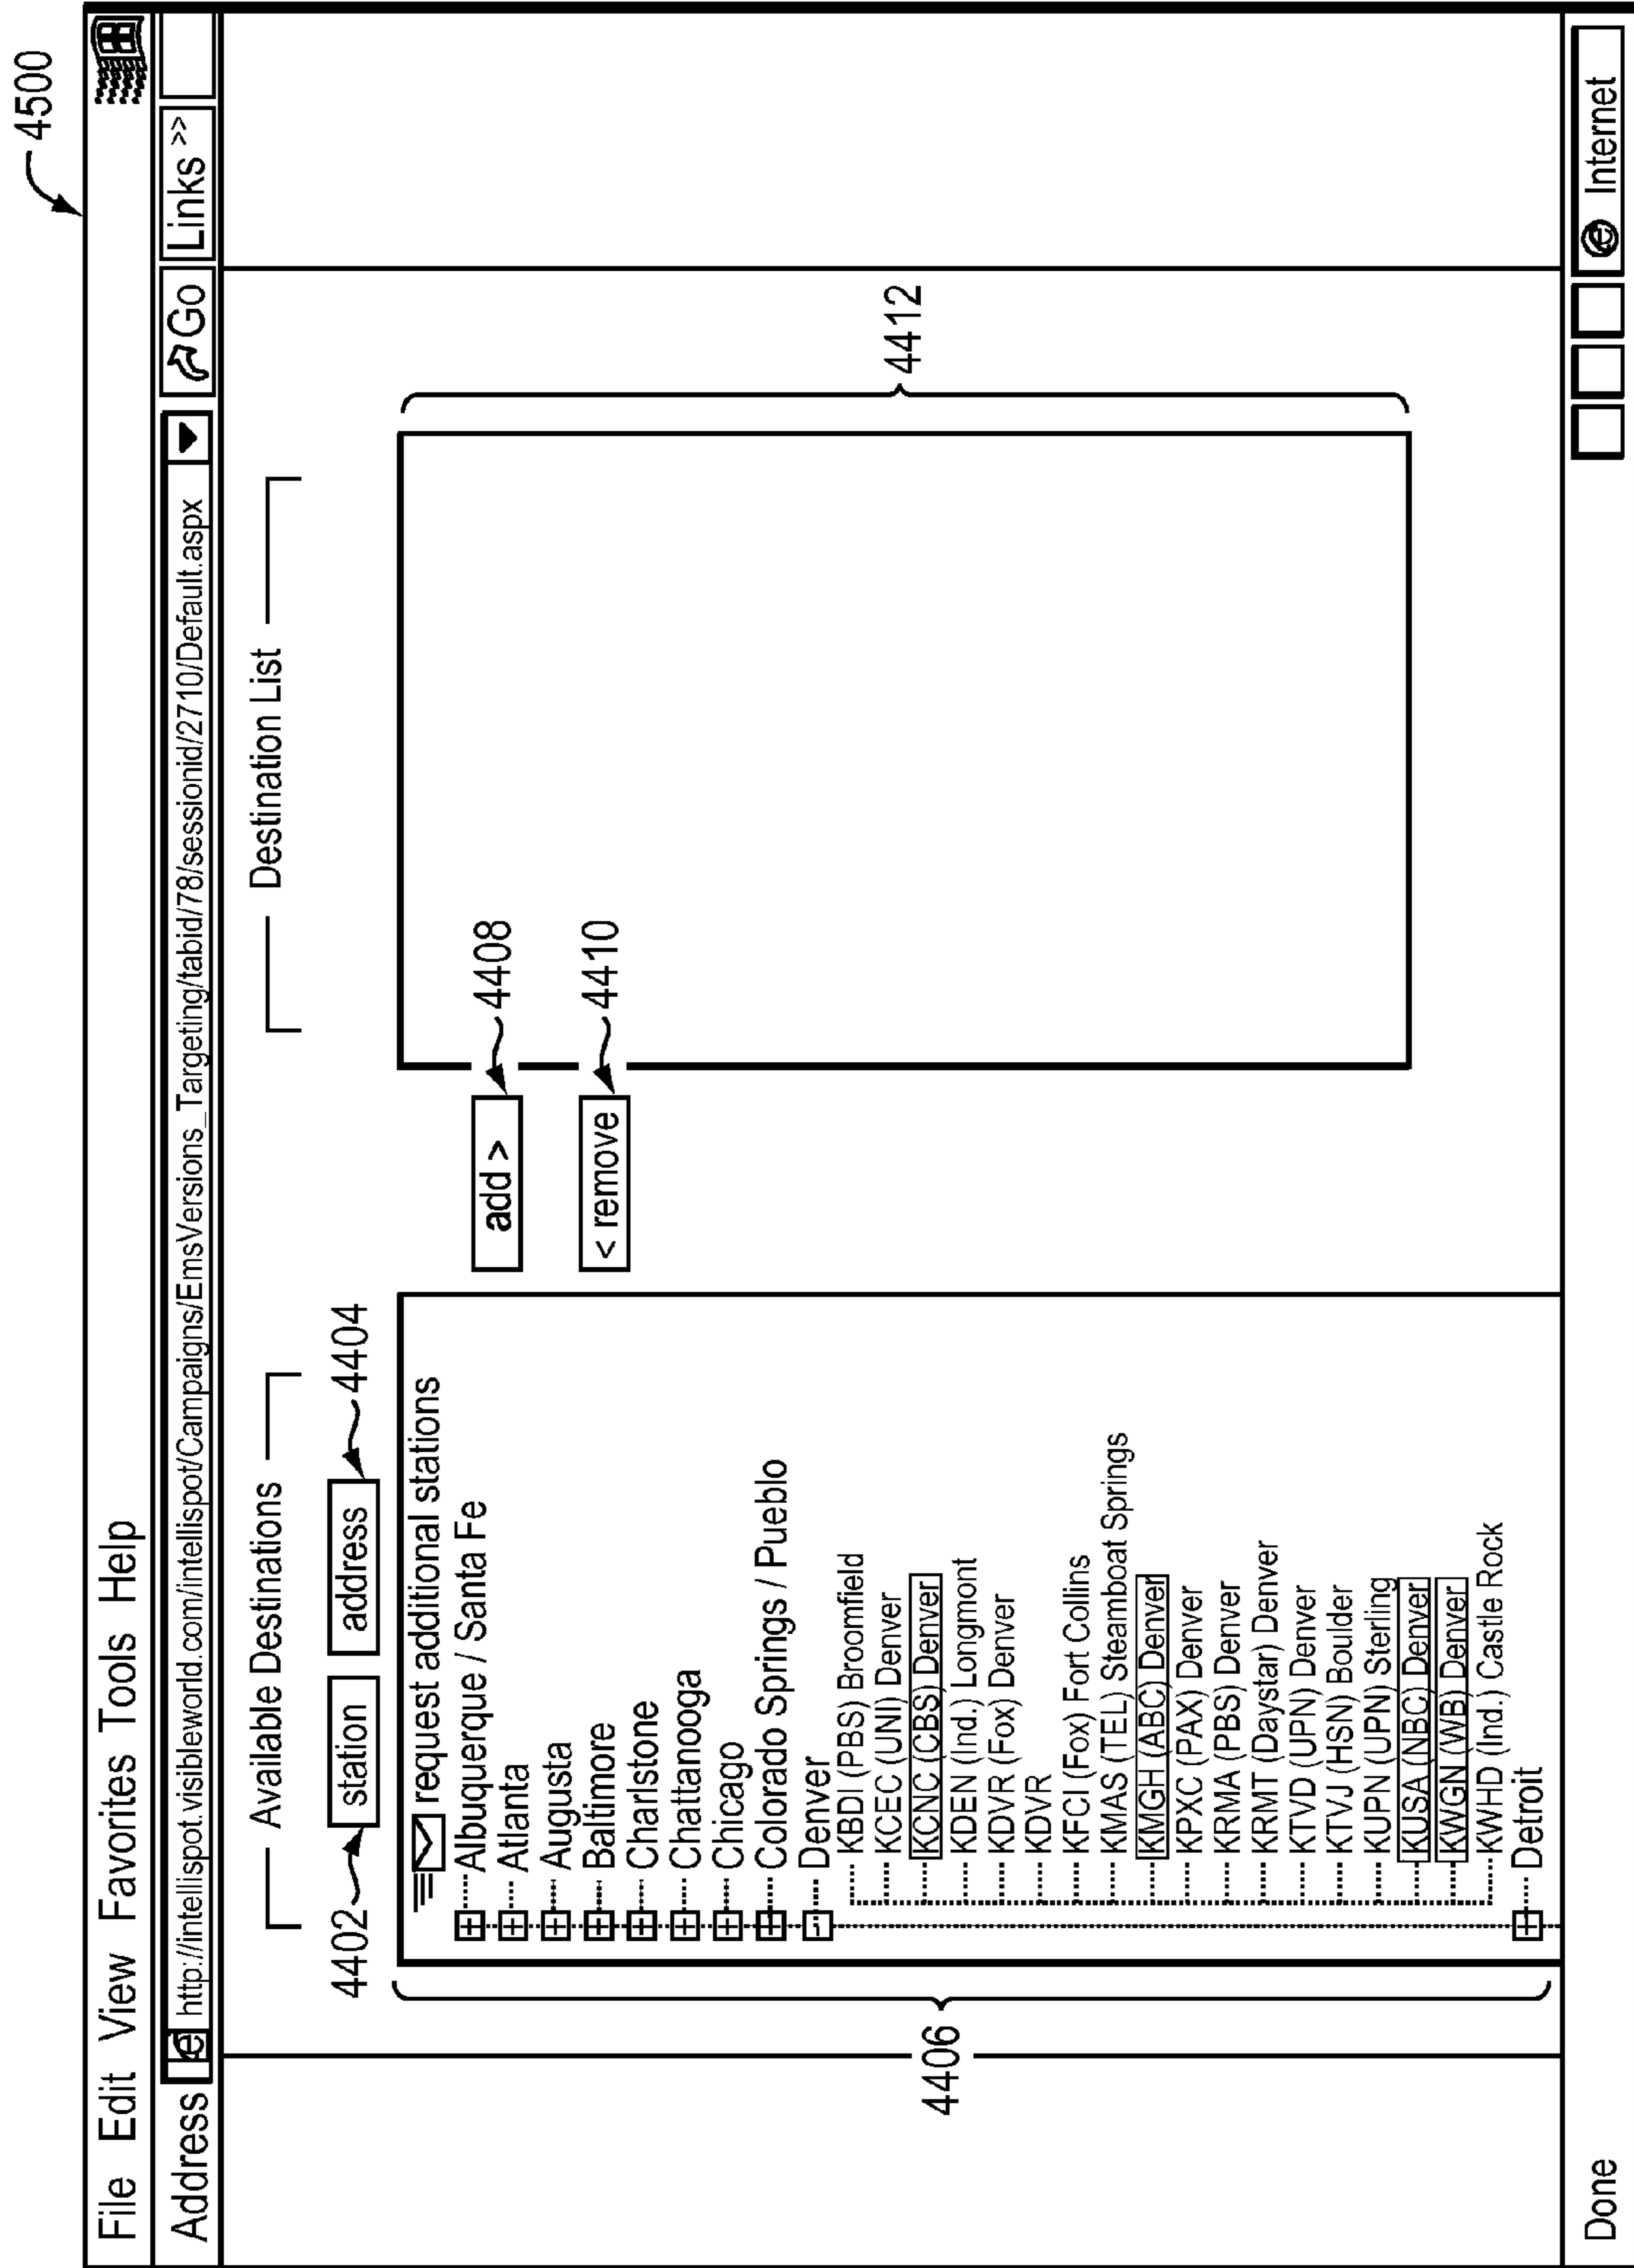 4500
File Edit View Favorites Tools Help
Address http://intellispot.visibleworld.com/intellispot/Campaigns/EmsVersions_Targeting/tabid/78/sessionid/2710/Default.aspx Go Links >>
Available Destinations
Destination List
4402 station address 4404
request additional stations
Albuquerque / Santa Fe
Atlanta
Augusta
Baltimore
Charlstone
Chattanooga
Chicago
Colorado Springs / Pueblo
Denver
KBDI (PBS) Broomfield
KCEC (UNI) Denver
KCNC (CBS) Denver
KDEN (Ind.) Longmont
KDVR (Fox) Denver
KDVR
KFCI (Fox) Fort Collins
KMAS (TEL) Steamboat Springs
KMGH (ABC) Denver
KPXC (PAX) Denver
KRMA (PBS) Denver
KRMT (Daystar) Denver
KTVD (UPN) Denver
KTVJ (HSN) Boulder
KUPN (UPN) Sterling
KUSA (NBC) Denver
KWGN (WB) Denver
KWHD (Ind.) Castle Rock
Detroit
4406
add > 4408
< remove 4410
4412
Done
Internet